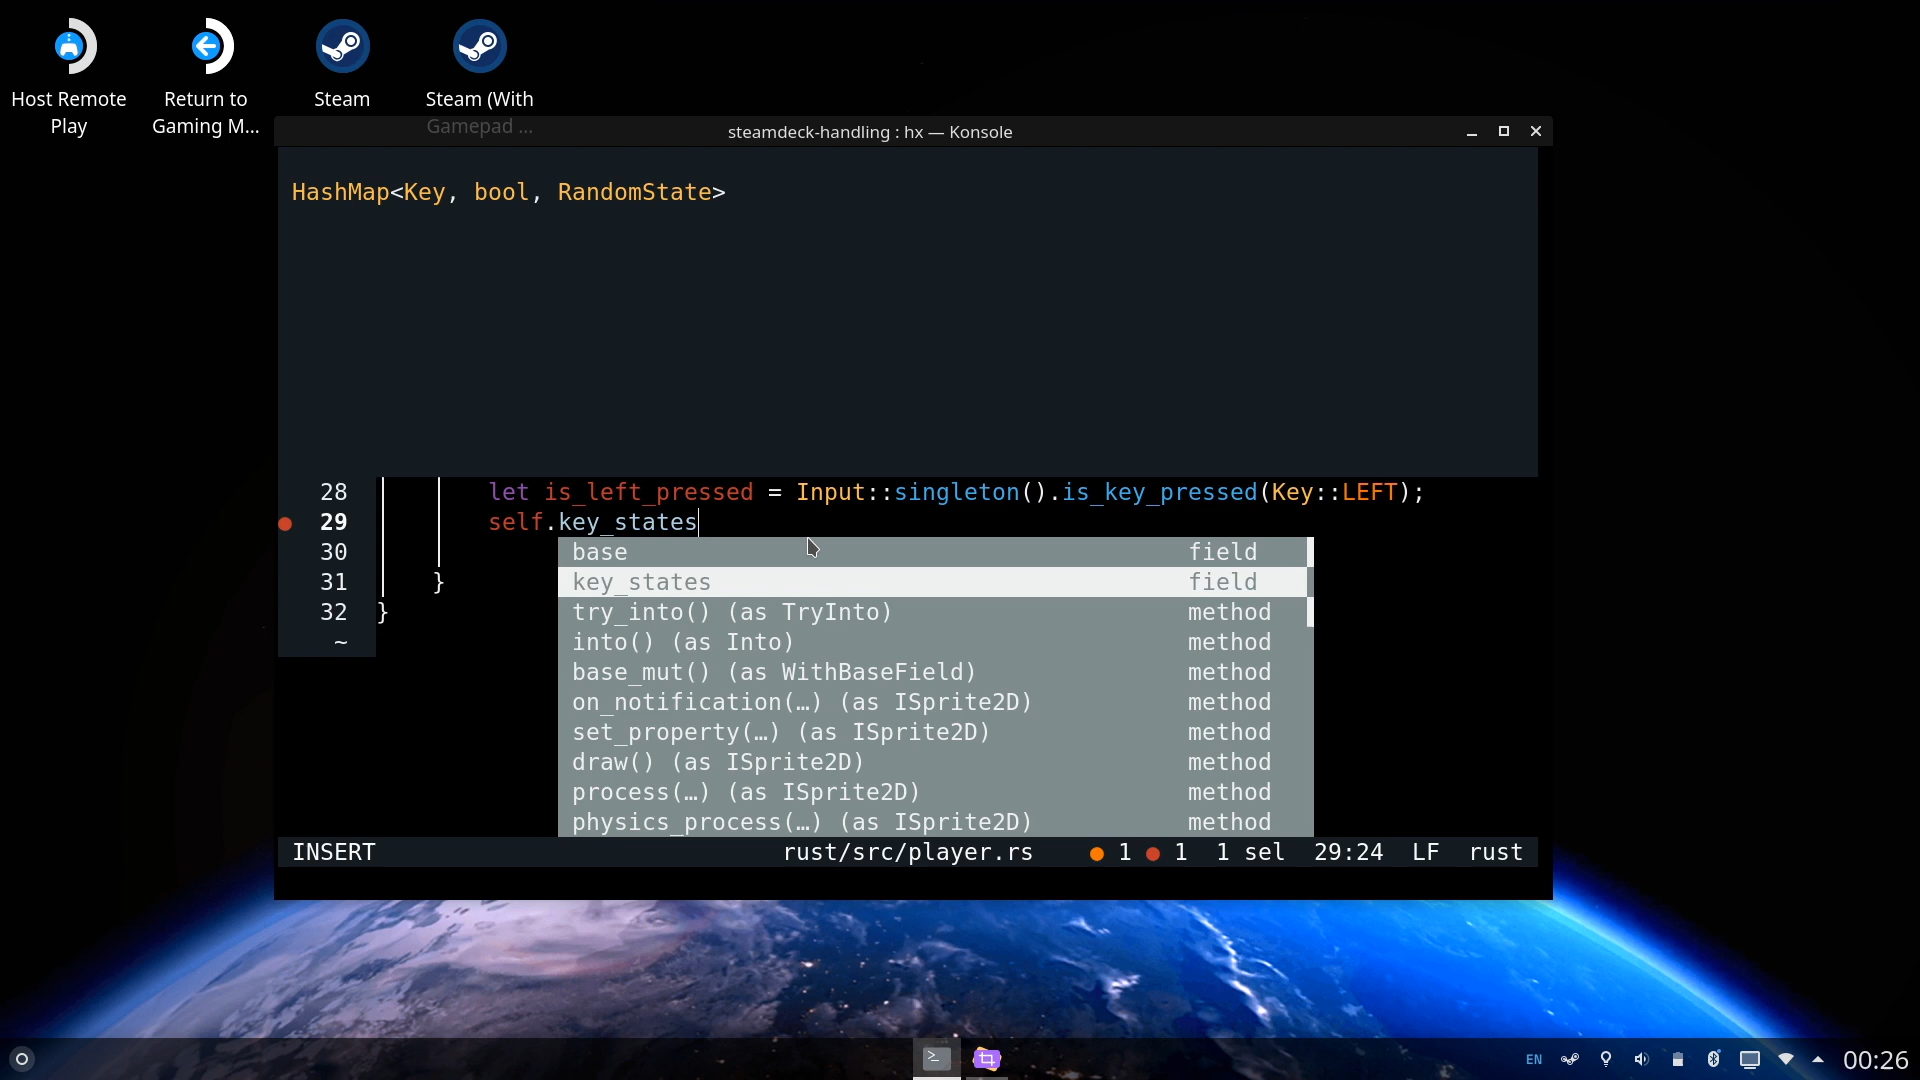 Host Remote
Play
Return to
Gaming M...
Steam
Steam (With
Gamepad ...
steamdeck-handling : hx — Konsole
HashMap<Key, bool, RandomState>
28 let is_left_pressed = Input::singleton().is_key_pressed(Key::LEFT);
29 self.key_states
30
31 }
32 }
~
base field
key_states field
try_into() (as TryInto) method
into() (as Into) method
base_mut() (as WithBaseField) method
on_notification(…) (as ISprite2D) method
set_property(…) (as ISprite2D) method
draw() (as ISprite2D) method
process(…) (as ISprite2D) method
physics_process(…) (as ISprite2D) method
INSERT rust/src/player.rs 1 1 1 sel 29:24 LF rust
EN 00:26